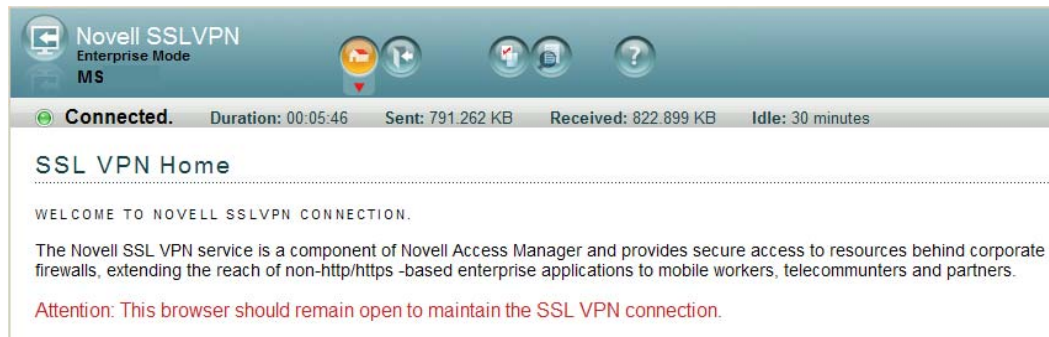 Novell SSLVPN
Enterprise Mode
MS
?
Connected. Duration: 00:05:46 Sent: 791.262 KB Received: 822.899 KB Idle: 30 minutes
SSL VPN Home
WELCOME TO NOVELL SSLVPN CONNECTION.
The Novell SSL VPN service is a component of Novell Access Manager and provides secure access to resources behind corporate
firewalls, extending the reach of non-http/https -based enterprise applications to mobile workers, telecommunters and partners.
Attention: This browser should remain open to maintain the SSL VPN connection.